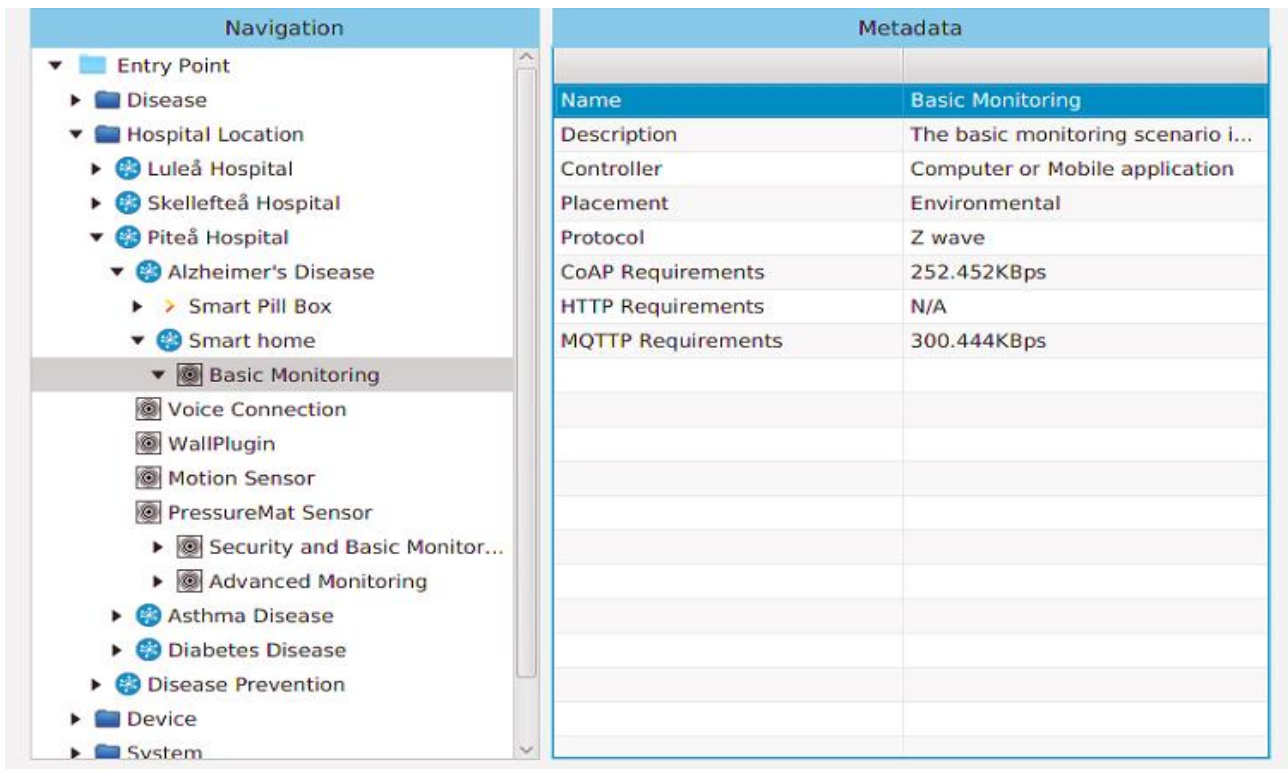 Navigation
Entry Point
Disease
Hospital Location
Luleå Hospital
Skellefteå Hospital
Piteå Hospital
Alzheimer's Disease
Smart Pill Box
Smart home
Basic Monitoring
Voice Connection
WallPlugin
Motion Sensor
PressureMat Sensor
Security and Basic Monitor...
Advanced Monitoring
Asthma Disease
Diabetes Disease
Disease Prevention
Device
System
Metadata
Name Basic Monitoring
Description The basic monitoring scenario i...
Controller Computer or Mobile application
Placement Environmental
Protocol Z wave
CoAP Requirements 252.452KBps
HTTP Requirements N/A
MQTTP Requirements 300.444KBps